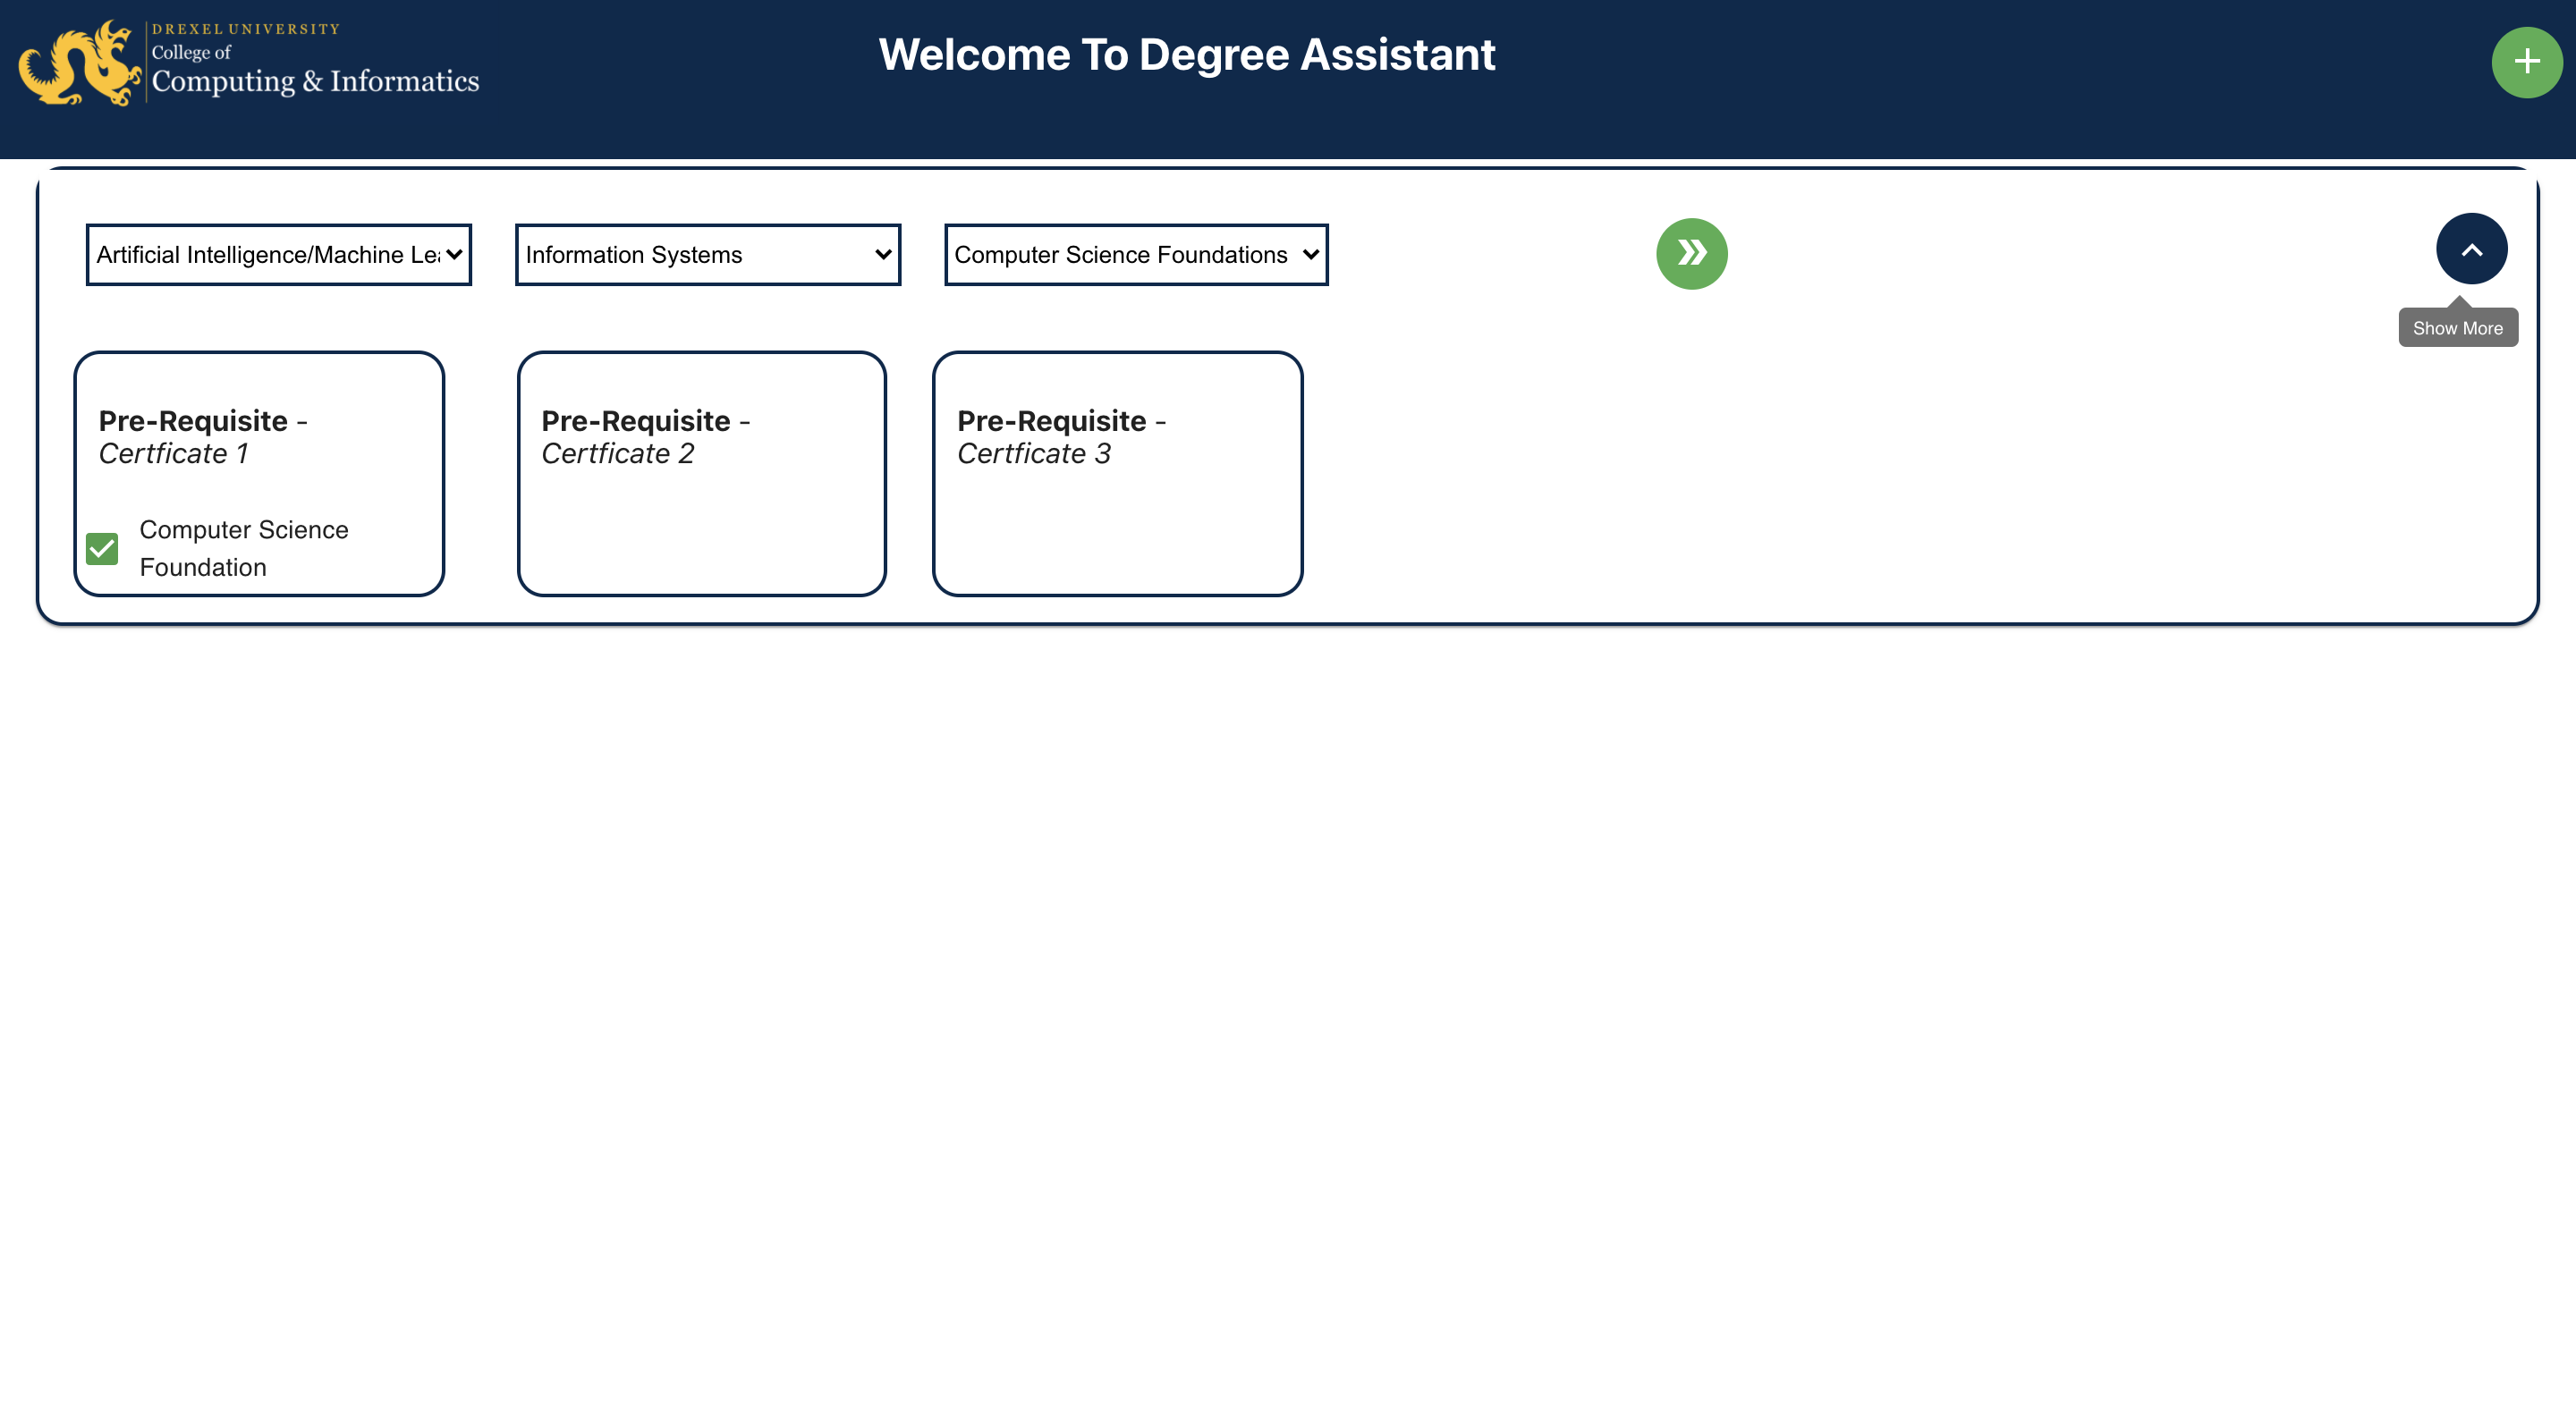 DREXEL UNIVERSITY
College of
Computing & Informatics
Welcome To Degree Assistant
+
Artificial Intelligence/Machine Le
Information Systems
Computer Science Foundations
Show More
Pre-Requisite -
Certficate 1
Computer Science
Foundation
Pre-Requisite -
Certficate 2
Pre-Requisite -
Certficate 3